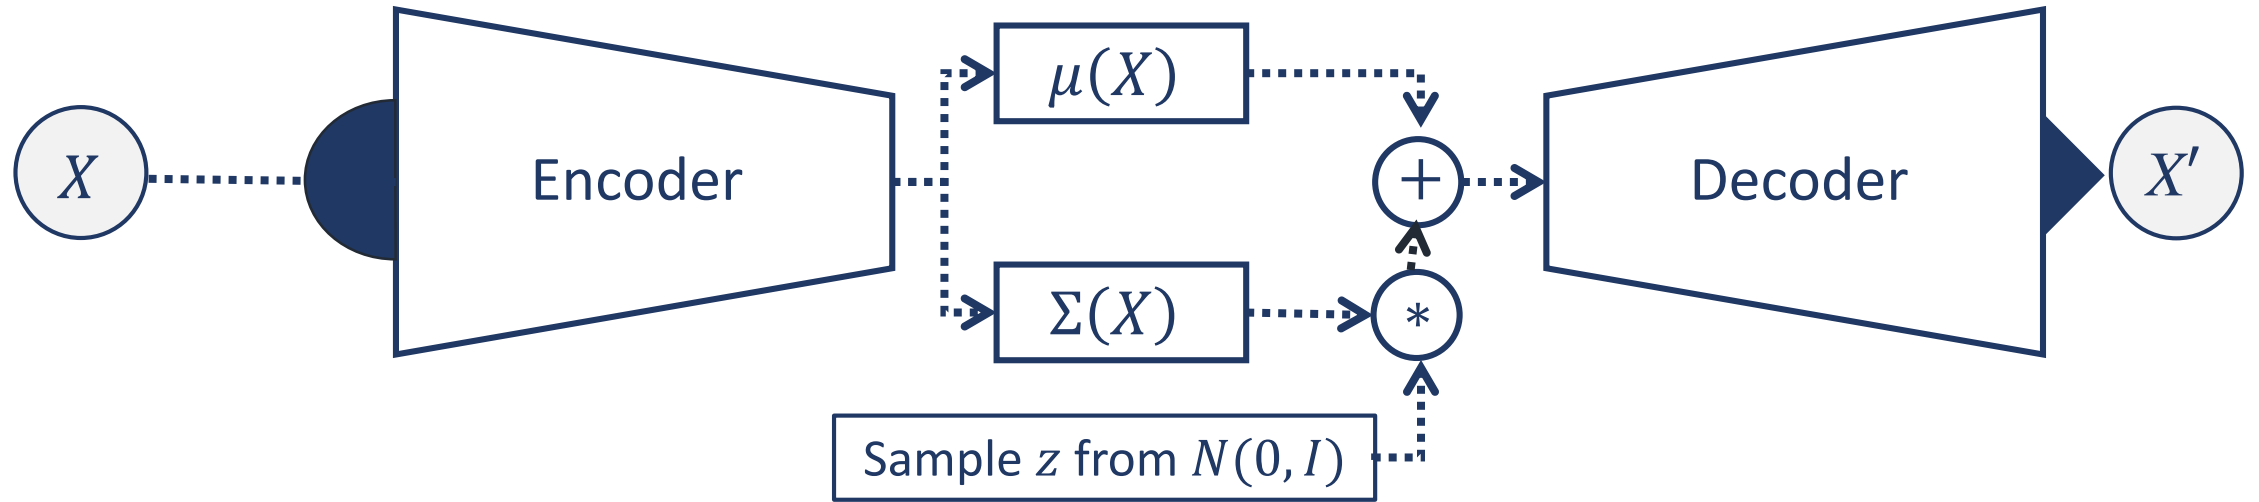 X
Encoder
μ(X)
Σ(X)
+
*
Sample z from N(0, I)
Decoder
X′